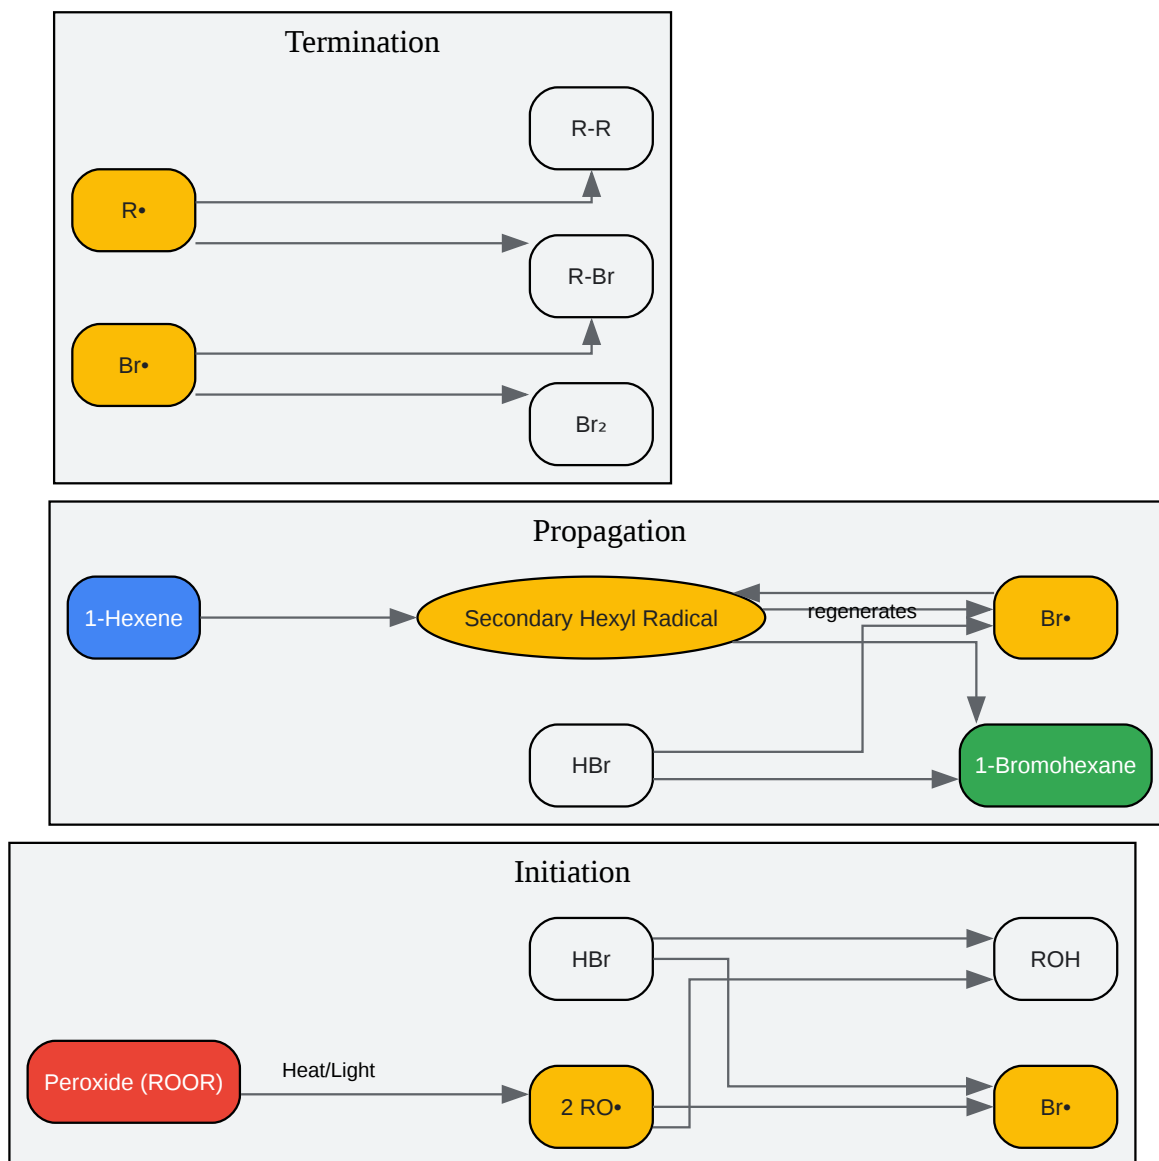 Termination
R-R
R•
R-Br
Br•
Br₂
Propagation
1-Hexene
Secondary Hexyl Radical
regenerates
Br•
HBr
1-Bromohexane
Initiation
HBr
ROH
Peroxide (ROOR)
Heat/Light
2 RO•
Br•